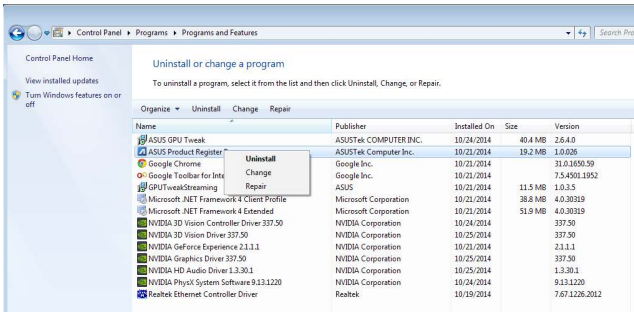 Control Panel ▸ Programs ▸ Programs and Features
Search Pro
Control Panel Home
View installed updates
Turn Windows features on or
off
Uninstall or change a program
To uninstall a program, select it from the list and then click Uninstall, Change, or Repair.
Organize Uninstall Change Repair
Name Publisher Installed On Size Version
ASUS GPU Tweak ASUSTek COMPUTER INC. 10/24/2014 40.4 MB 2.6.4.0
ASUS Product Register ASUSTek Computer Inc. 10/21/2014 19.2 MB 1.0.026
Google Chrome Google Inc. 10/21/2014 31.0.1650.59
Google Toolbar for Inte Google Inc. 10/21/2014 7.5.4501.1952
GPUTweakStreaming ASUS 10/21/2014 11.5 MB 1.0.3.5
Microsoft .NET Framework 4 Client Profile Microsoft Corporation 10/21/2014 38.8 MB 4.0.30319
Microsoft .NET Framework 4 Extended Microsoft Corporation 10/21/2014 51.9 MB 4.0.30319
NVIDIA 3D Vision Controller Driver 337.50 NVIDIA Corporation 10/24/2014 337.50
NVIDIA 3D Vision Driver 337.50 NVIDIA Corporation 10/25/2014 337.50
NVIDIA GeForce Experience 2.1.1.1 NVIDIA Corporation 10/21/2014 2.1.1.1
NVIDIA Graphics Driver 337.50 NVIDIA Corporation 10/25/2014 337.50
NVIDIA HD Audio Driver 1.3.30.1 NVIDIA Corporation 10/25/2014 1.3.30.1
NVIDIA PhysX System Software 9.13.1220 NVIDIA Corporation 10/24/2014 9.13.1220
Realtek Ethernet Controller Driver Realtek 10/19/2014 7.67.1226.2012
Uninstall
Change
Repair